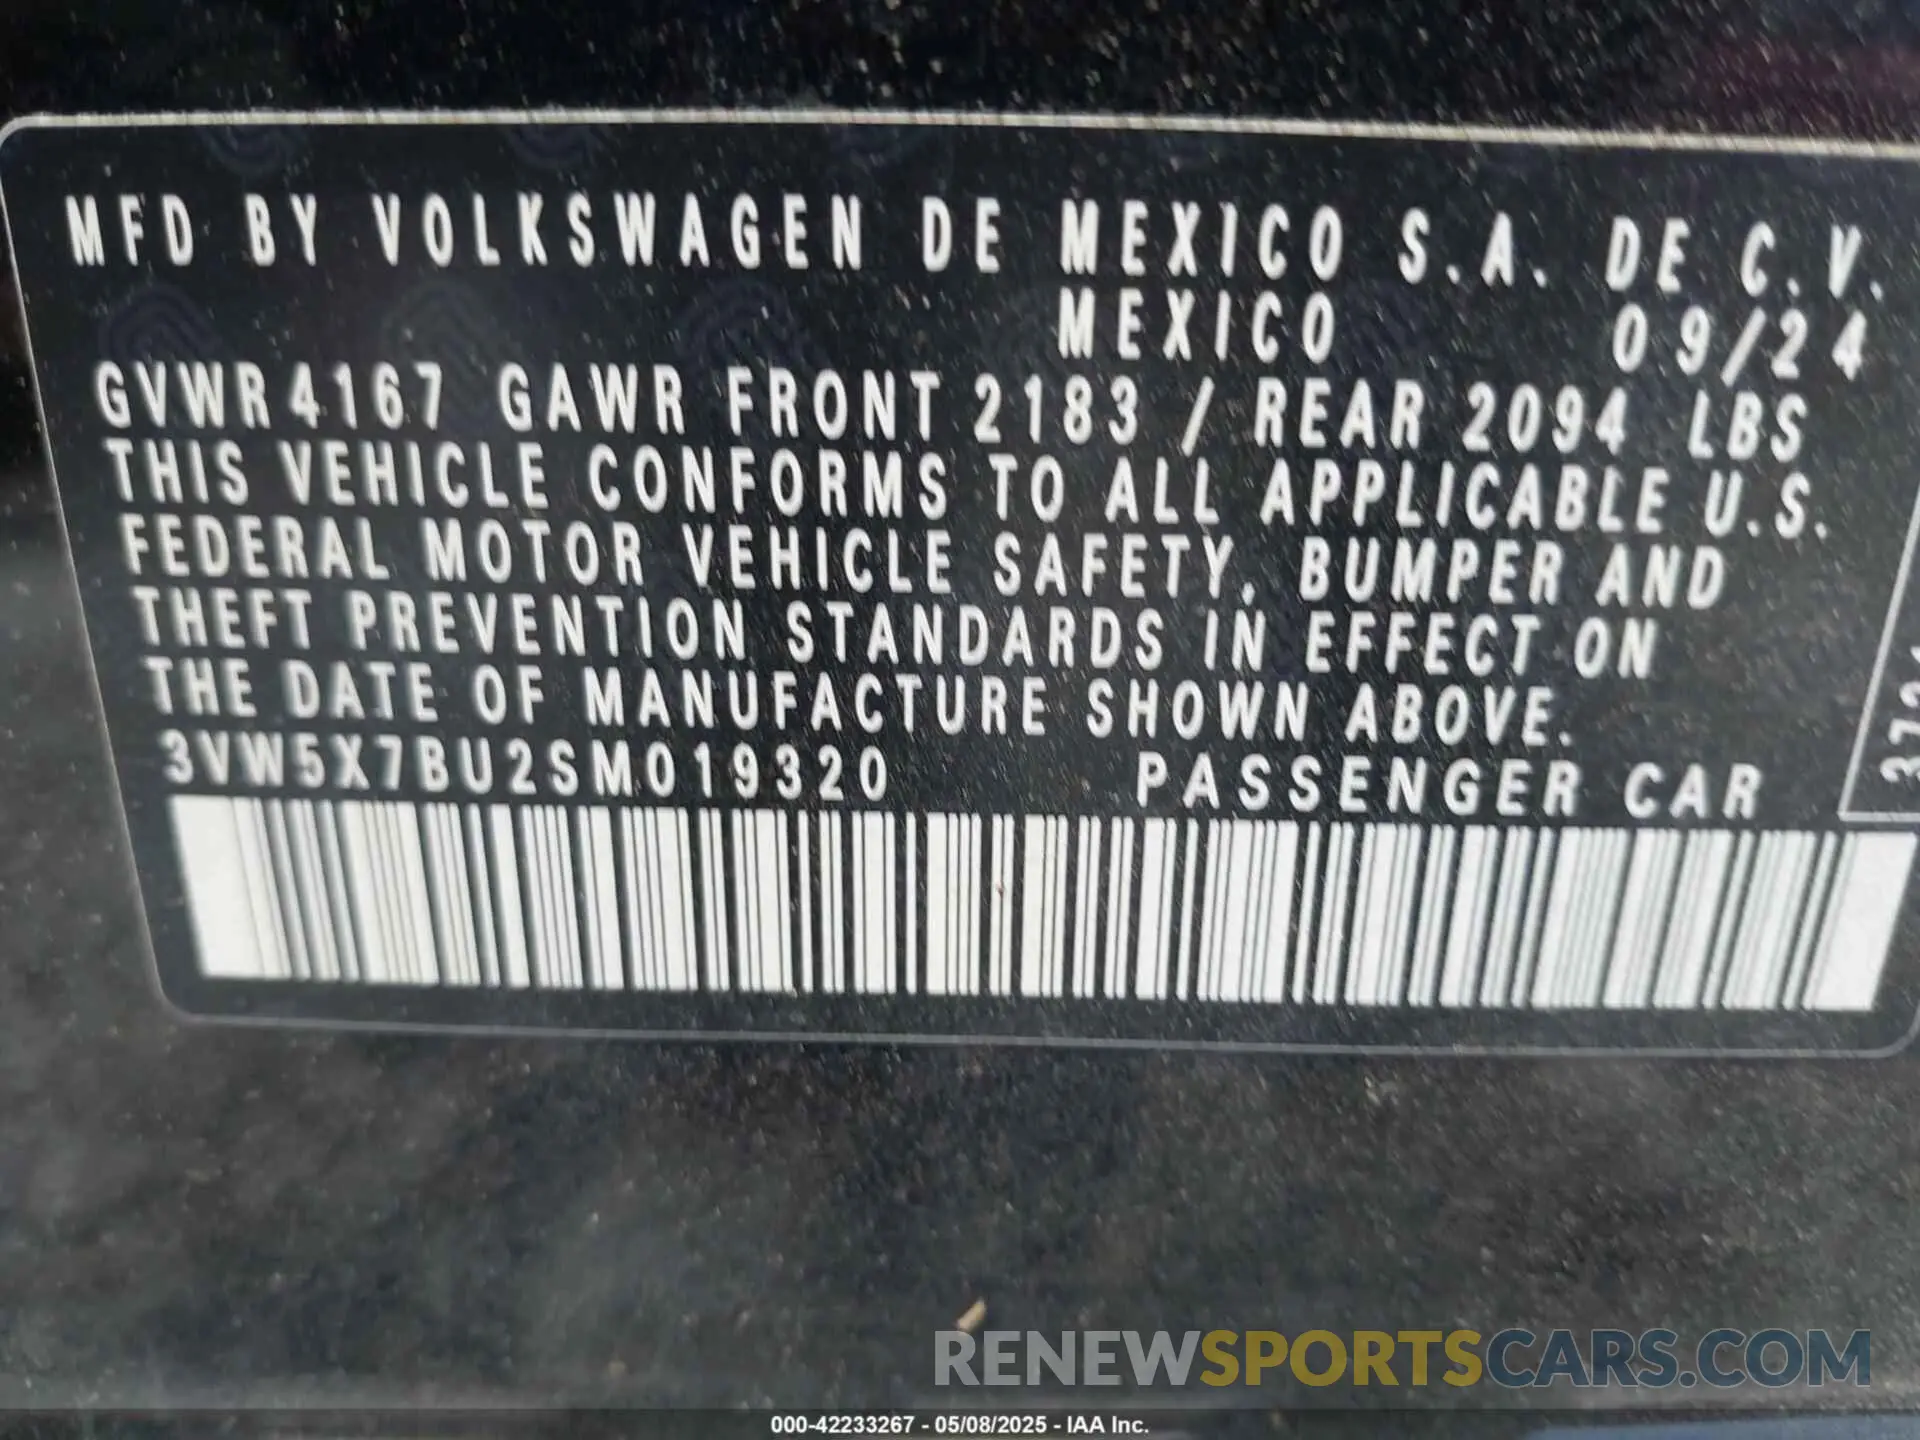 MFD BY VOLKSWAGEN DE MEXICO S.A. DE C.V.
MEXICO 09/24
GVWR 4167 GAWR FRONT 2183 / REAR 2094 LBS
THIS VEHICLE CONFORMS TO ALL APPLICABLE U.S.
FEDERAL MOTOR VEHICLE SAFETY, BUMPER AND
THEFT PREVENTION STANDARDS IN EFFECT ON
THE DATE OF MANUFACTURE SHOWN ABOVE.
3VW5X7BU2SM019320 PASSENGER CAR
RENEWSPORTSCARS.COM
000-42233267 - 05/08/2025 - IAA Inc.